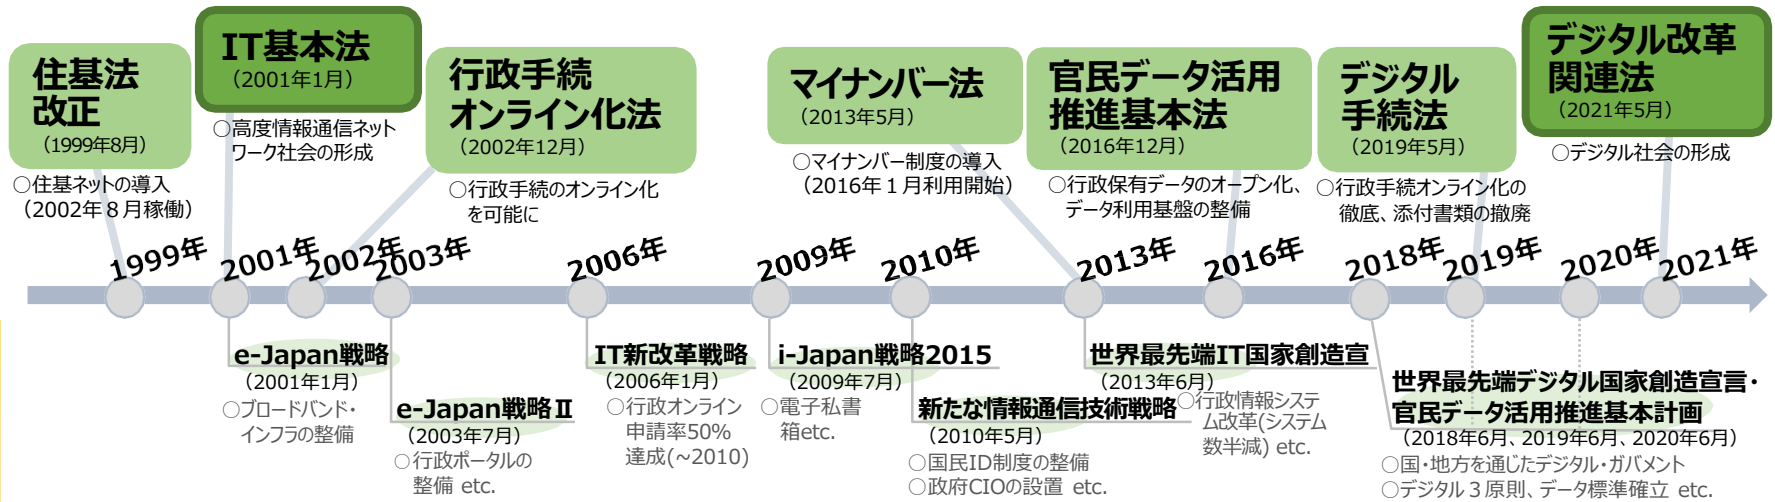 住基法
改正
（1999年8月）
○住基ネットの導入
（2002年８月稼働）
IT基本法
（2001年1月）
○高度情報通信ネット
ワーク社会の形成
行政手続
オンライン化法
（2002年12月）
○行政手続のオンライン化
を可能に
マイナンバー法
（2013年5月）
○マイナンバー制度の導入
（2016年１月利用開始）
官民データ活用
推進基本法
（2016年12月）
○行政保有データのオープン化、
データ利用基盤の整備
デジタル
手続法
（2019年5月）
○行政手続オンライン化の
徹底、添付書類の撤廃
デジタル改革
関連法
（2021年5月）
○デジタル社会の形成
1999年
2001年
2002年
2003年
2006年
2009年
2010年
2013年
2016年
2018年
2019年
2020年
2021年
e-Japan戦略
（2001年1月）
○ブロードバンド・
インフラの整備
e-Japan戦略Ⅱ
（2003年7月）
○行政ポータルの
整備 etc.
IT新改革戦略
（2006年1月）
○行政オンライン
申請率50%
達成(~2010)
i-Japan戦略2015
（2009年7月）
○電子私書
箱etc.
新たな情報通信技術戦略
（2010年5月）
○国民ID制度の整備
○政府CIOの設置 etc.
世界最先端IT国家創造宣
（2013年6月）
○行政情報システ
ム改革(システム
数半減) etc.
世界最先端デジタル国家創造宣言・
官民データ活用推進基本計画
（2018年6月、2019年6月、2020年6月）
○国・地方を通じたデジタル・ガバメント
○デジタル３原則、データ標準確立 etc.